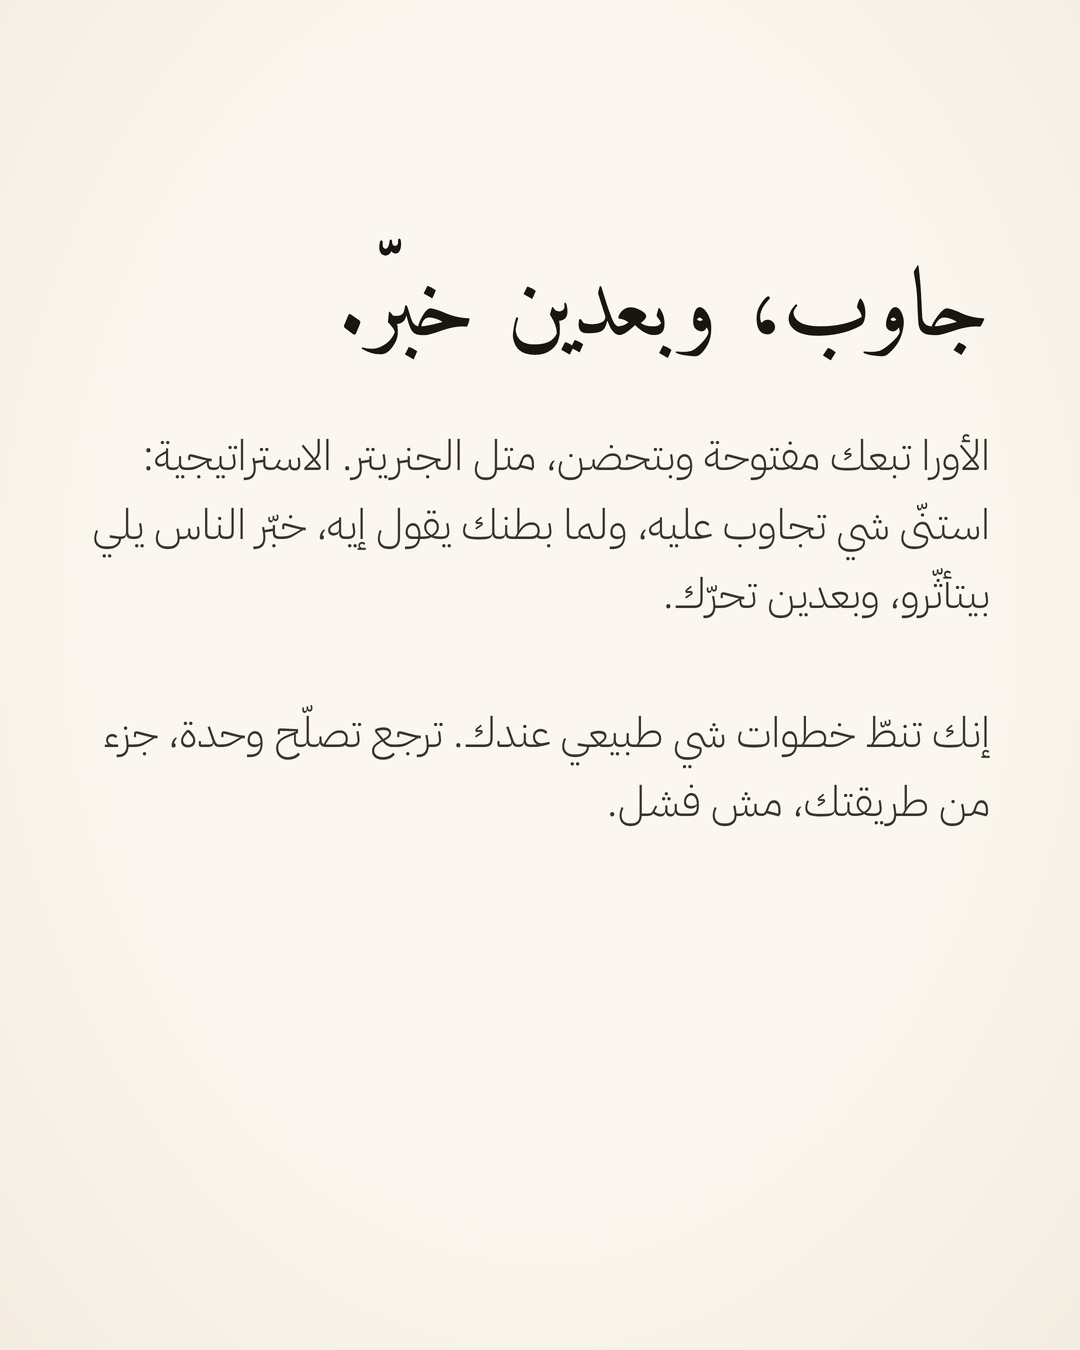 جاوب، وبعدين خبّر.
الأورا تبعك مفتوحة وبتحضن، متل الجنريتر. الاستراتيجية:
استنّى شي تجاوب عليه، ولما بطنك يقول إيه، خبّر الناس يلي
بيتأثّرو، وبعدين تحرّك.
إنك تنطّ خطوات شي طبيعي عندك. ترجع تصلّح وحدة، جزء
من طريقتك، مش فشل.